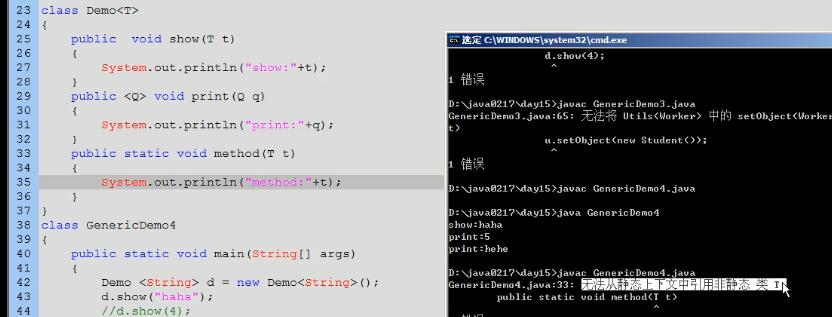 23 class Demo<T>
24 {
25 public void show(T t)
26 {
27 System.out.println("show:"+t);
28 }
29 public <Q> void print(Q q)
30 {
31 System.out.println("print:"+q);
32 }
33 public static void method(T t)
34 {
35 System.out.println("method:"+t);
36 }
37 }
38 class GenericDemo4
39 {
40 public static void main(String[] args)
41 {
42 Demo <String> d = new Demo<String>();
43 d.show("haha");
44 //d.show(4);
选定 C:\WINDOWS\system32\cmd.exe
d.show(4);
^
1 错误
D:\java0217\day15>javac GenericDemo3.java
GenericDemo3.java:65: 无法将 Utils<Worker> 中的 setObject(Worker
t)
u.setObject(new Student());
^
1 错误
D:\java0217\day15>javac GenericDemo4.java
D:\java0217\day15>java GenericDemo4
show:haha
print:5
print:hehe
D:\java0217\day15>javac GenericDemo4.java
GenericDemo4.java:33: 无法从静态上下文中引用非静态 类 T
public static void method(T t)
^